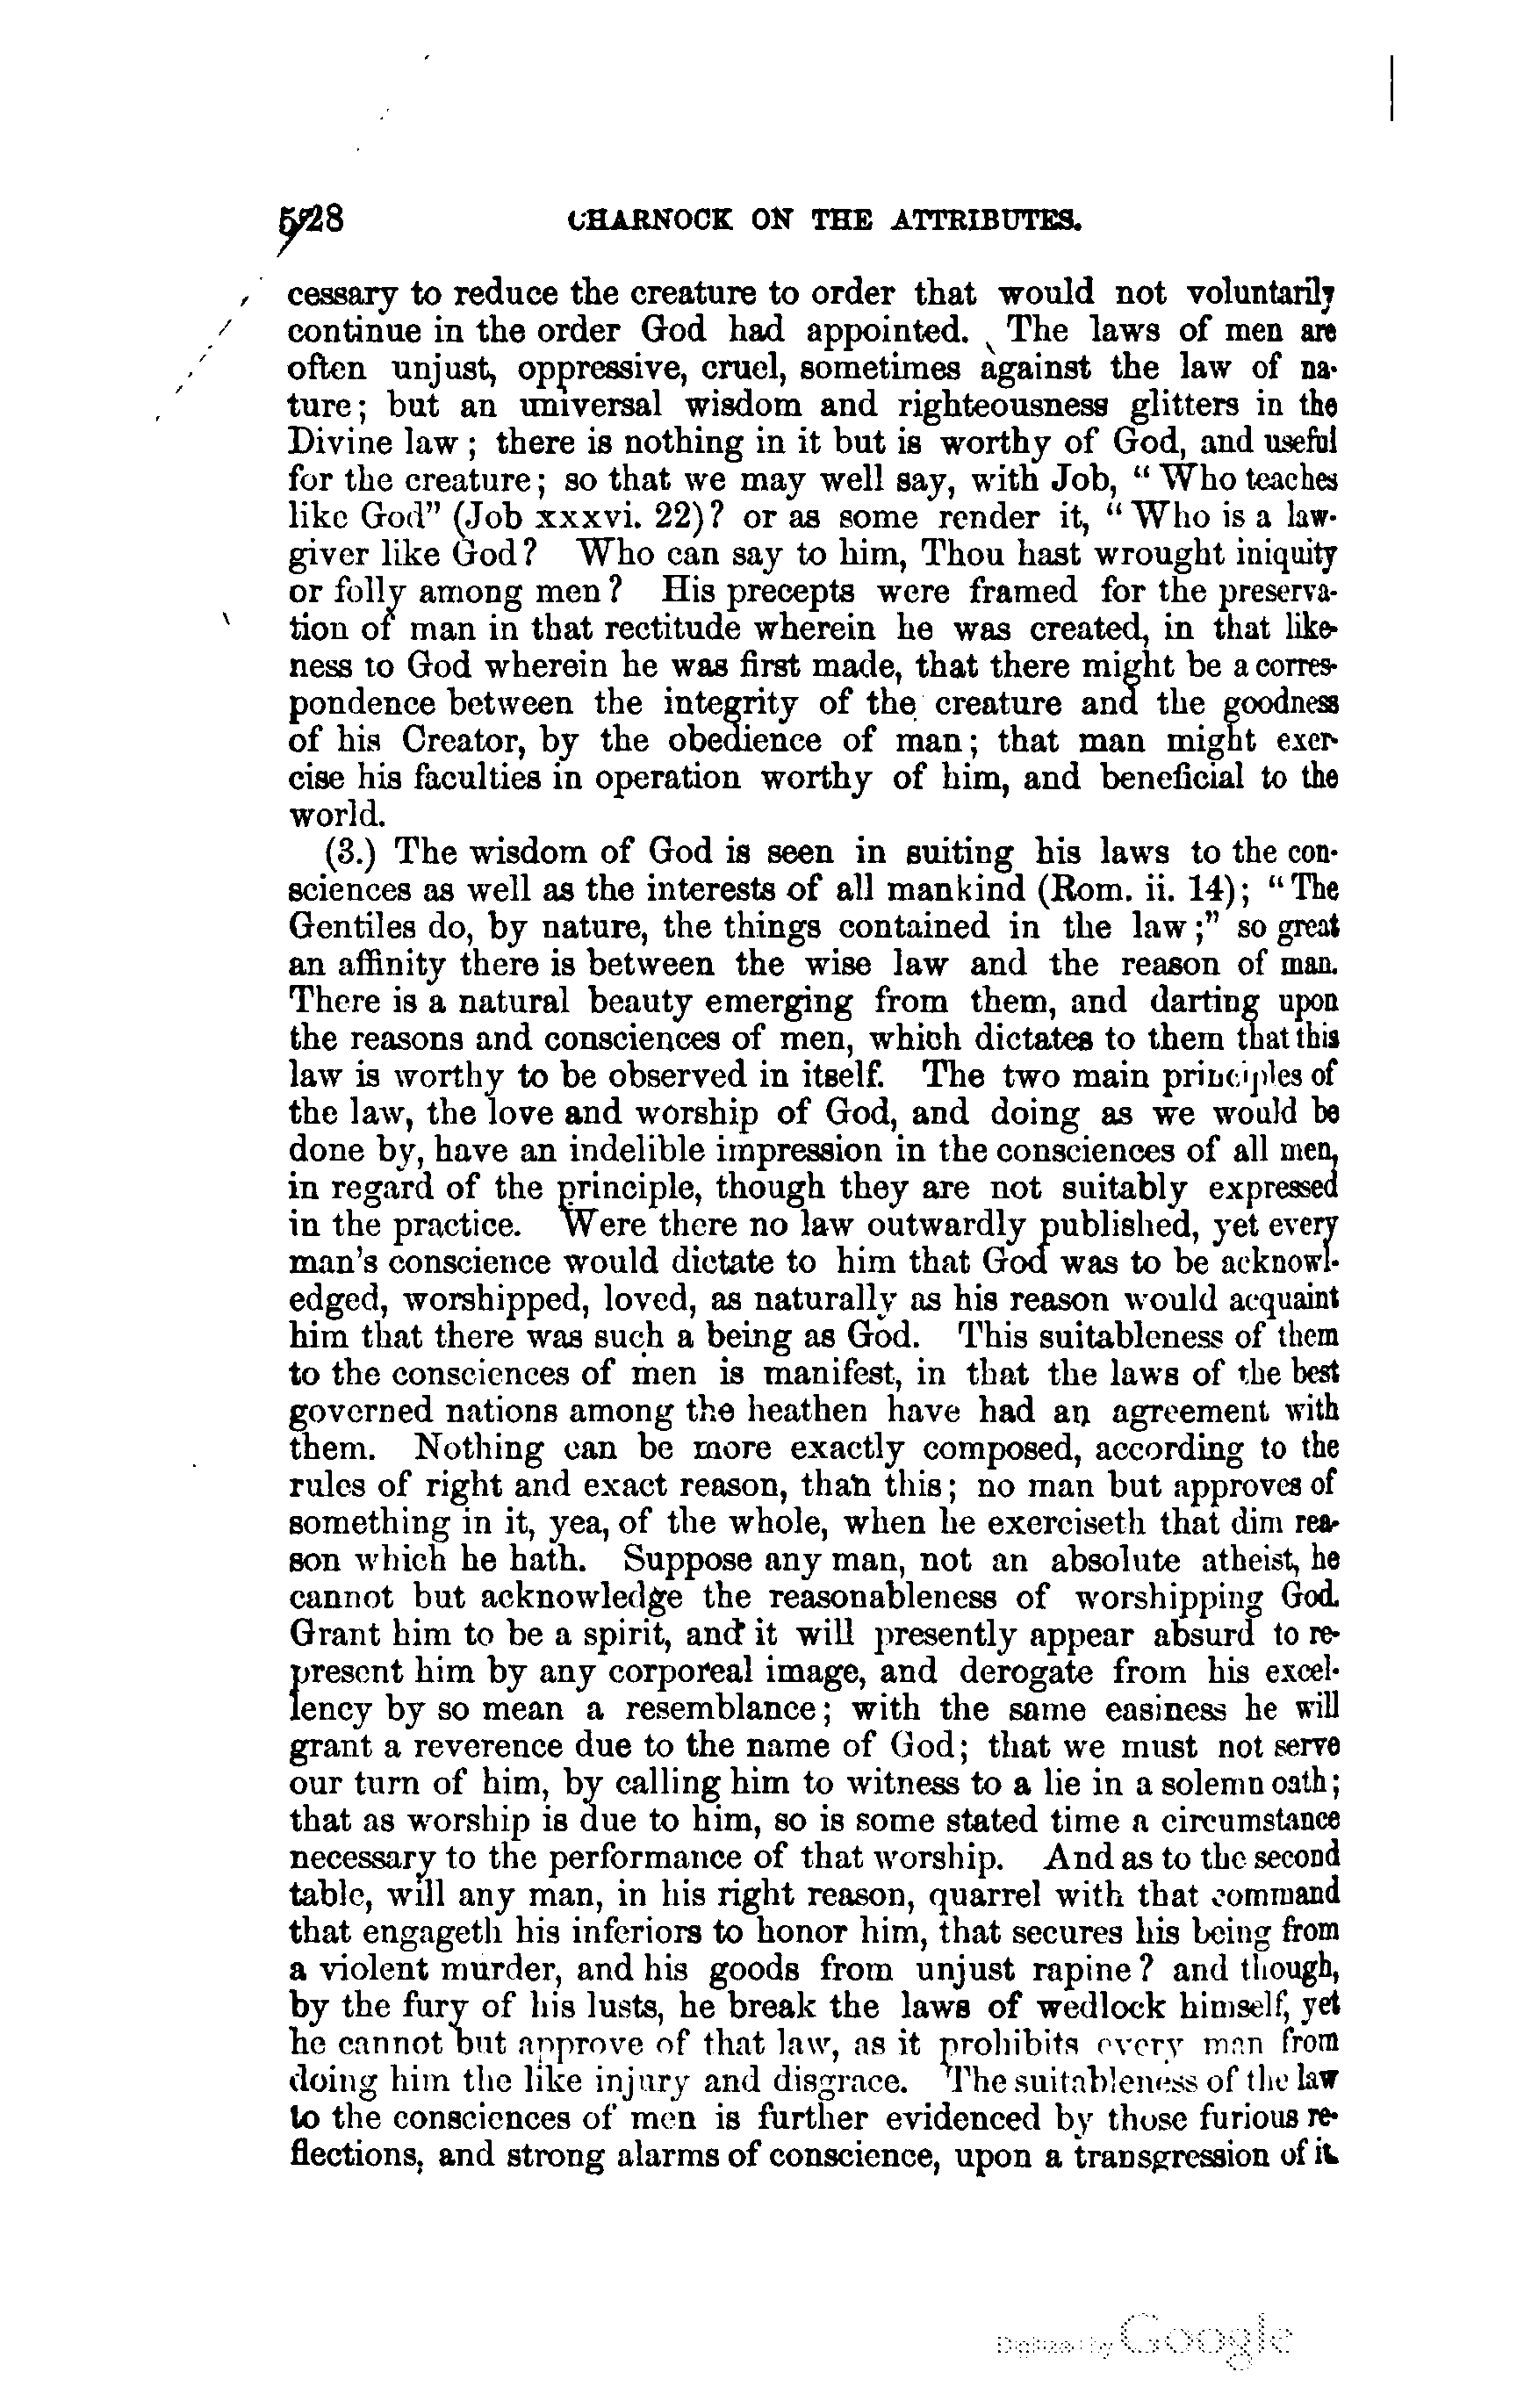 528 CHARNOCK ON THE ATTRIBUTES.
cessary to reduce the creature to order that would not voluntarily
continue in the order God had appointed. The laws of men are
often unjust, oppressive, cruel, sometimes against the law of na-
ture; but an universal wisdom and righteousness glitters in the
Divine law; there is nothing in it but is worthy of God, and useful
for the creature; so that we may well say, with Job, "Who teaches
like God" (Job xxxvi. 22)? or as some render it, "Who is a law-
giver like God? Who can say to him, Thou hast wrought iniquity
or folly among men? His precepts were framed for the preserva-
tion of man in that rectitude wherein he was created, in that like-
ness to God wherein he was first made, that there might be a corres-
pondence between the integrity of the creature and the goodness
of his Creator, by the obedience of man; that man might exer-
cise his faculties in operation worthy of him, and beneficial to the
world.
(3.) The wisdom of God is seen in suiting his laws to the con-
sciences as well as the interests of all mankind (Rom. ii. 14); "The
Gentiles do, by nature, the things contained in the law;" so great
an affinity there is between the wise law and the reason of man.
There is a natural beauty emerging from them, and darting upon
the reasons and consciences of men, which dictates to them that this
law is worthy to be observed in itself. The two main principles of
the law, the love and worship of God, and doing as we would be
done by, have an indelible impression in the consciences of all men,
in regard of the principle, though they are not suitably expressed
in the practice. Were there no law outwardly published, yet every
man's conscience would dictate to him that God was to be acknowl-
edged, worshipped, loved, as naturally as his reason would acquaint
him that there was such a being as God. This suitableness of them
to the consciences of men is manifest, in that the laws of the best
governed nations among the heathen have had an agreement with
them. Nothing can be more exactly composed, according to the
rules of right and exact reason, than this; no man but approves of
something in it, yea, of the whole, when he exerciseth that dim rea-
son which he hath. Suppose any man, not an absolute atheist, he
cannot but acknowledge the reasonableness of worshipping God.
Grant him to be a spirit, and it will presently appear absurd to re-
present him by any corporeal image, and derogate from his excel-
lency by so mean a resemblance; with the same easiness he will
grant a reverence due to the name of God; that we must not serve
our turn of him, by calling him to witness to a lie in a solemn oath;
that as worship is due to him, so is some stated time a circumstance
necessary to the performance of that worship. And as to the second
table, will any man, in his right reason, quarrel with that command
that engageth his inferiors to honor him, that secures his being from
a violent murder, and his goods from unjust rapine? and though,
by the fury of his lusts, he break the laws of wedlock himself, yet
he cannot but approve of that law, as it prohibits every man from
doing him the like injury and disgrace. The suitableness of the law
to the consciences of men is further evidenced by those furious re-
flections, and strong alarms of conscience, upon a transgression of it.
Digitized by Google